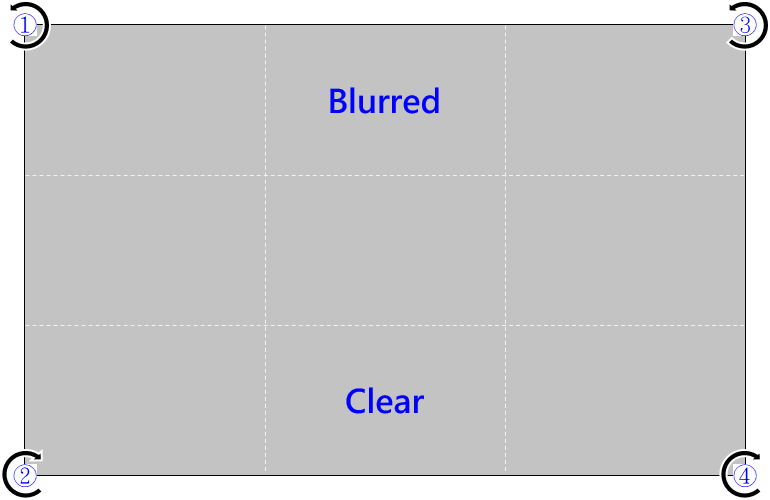 ① ③
Blurred
Clear
② ④